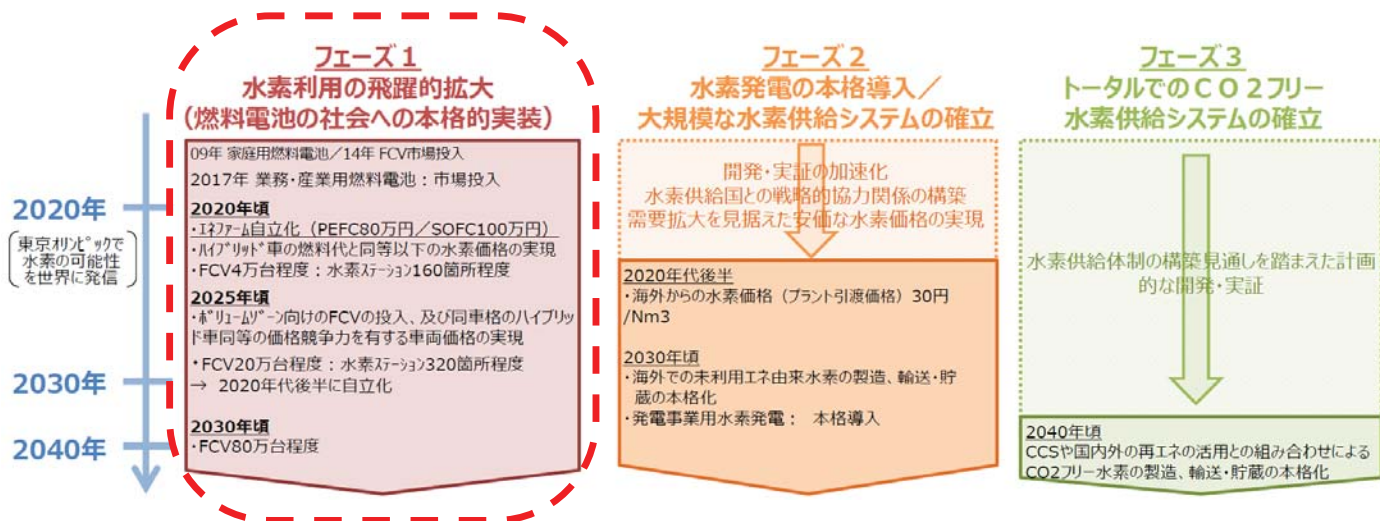 2020年
東京オリンピックで
水素の可能性
を世界に発信
2030年
2040年
フェーズ1
水素利用の飛躍的拡大
(燃料電池の社会への本格的実装)
09年 家庭用燃料電池/14年 FCV市場投入
2017年 業務・産業用燃料電池:市場投入
2020年頃
・エネファーム自立化(PEFC80万円/SOFC100万円)
・ハイブリッド車の燃料代と同等以下の水素価格の実現
・FCV4万台程度:水素ステーション160箇所程度
2025年頃
・ボリュームゾーン向けのFCVの投入、及び同車格のハイブリッ
ド車同等の価格競争力を有する車両価格の実現
・FCV20万台程度:水素ステーション320箇所程度
→ 2020年代後半に自立化
2030年頃
・FCV80万台程度
フェーズ2
水素発電の本格導入/
大規模な水素供給システムの確立
開発・実証の加速化
水素供給国との戦略的協力関係の構築
需要拡大を見据えた安価な水素価格の実現
2020年代後半
・海外からの水素価格(プラント引渡価格)30円
/Nm3
2030年頃
・海外での未利用エネ由来水素の製造、輸送・貯
蔵の本格化
・発電事業用水素発電: 本格導入
フェーズ3
トータルでのCO2フリー
水素供給システムの確立
水素供給体制の構築見通しを踏まえた計画
的な開発・実証
2040年頃
CCSや国内外の再エネの活用との組み合わせによる
CO2フリー水素の製造、輸送・貯蔵の本格化